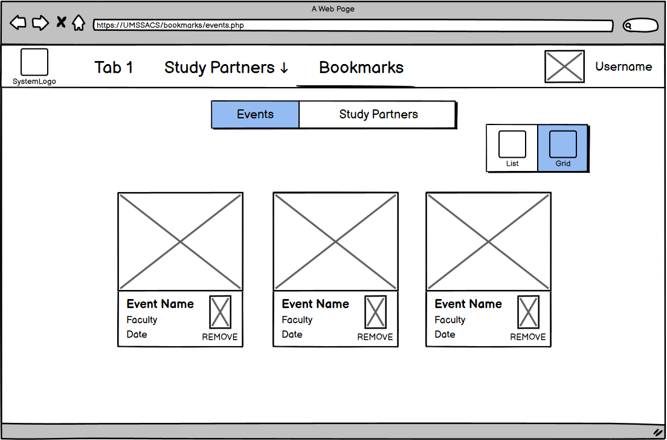 A Web Page
https://UMSSACS/bookmarks/events.php
SystemLogo
Tab 1
Study Partners ↓
Bookmarks
Username
Events
Study Partners
List
Grid
Event Name
Faculty
Date
REMOVE
Event Name
Faculty
Date
REMOVE
Event Name
Faculty
Date
REMOVE